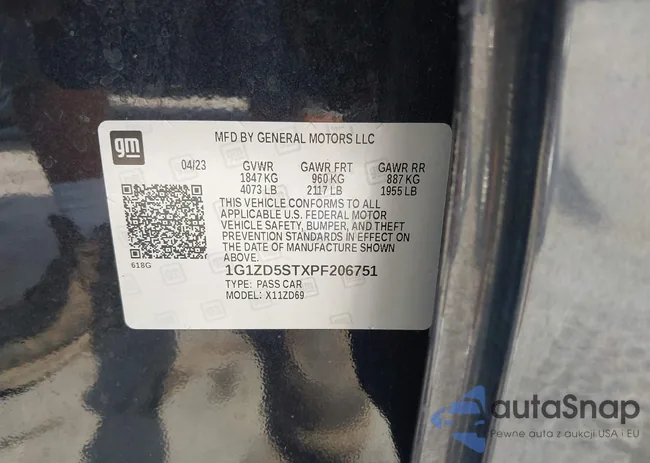 gm
MFD BY GENERAL MOTORS LLC
04/23 GVWR GAWR FRT GAWR RR
1847 KG 960 KG 887 KG
4073 LB 2117 LB 1955 LB
THIS VEHICLE CONFORMS TO ALL
APPLICABLE U.S. FEDERAL MOTOR
VEHICLE SAFETY, BUMPER, AND THEFT
PREVENTION STANDARDS IN EFFECT ON
THE DATE OF MANUFACTURE SHOWN
ABOVE.
618G
1G1ZD5STXPF206751
TYPE: PASS CAR
MODEL: X11ZD69
autaSnap
Pewne auta z aukcji USA i EU